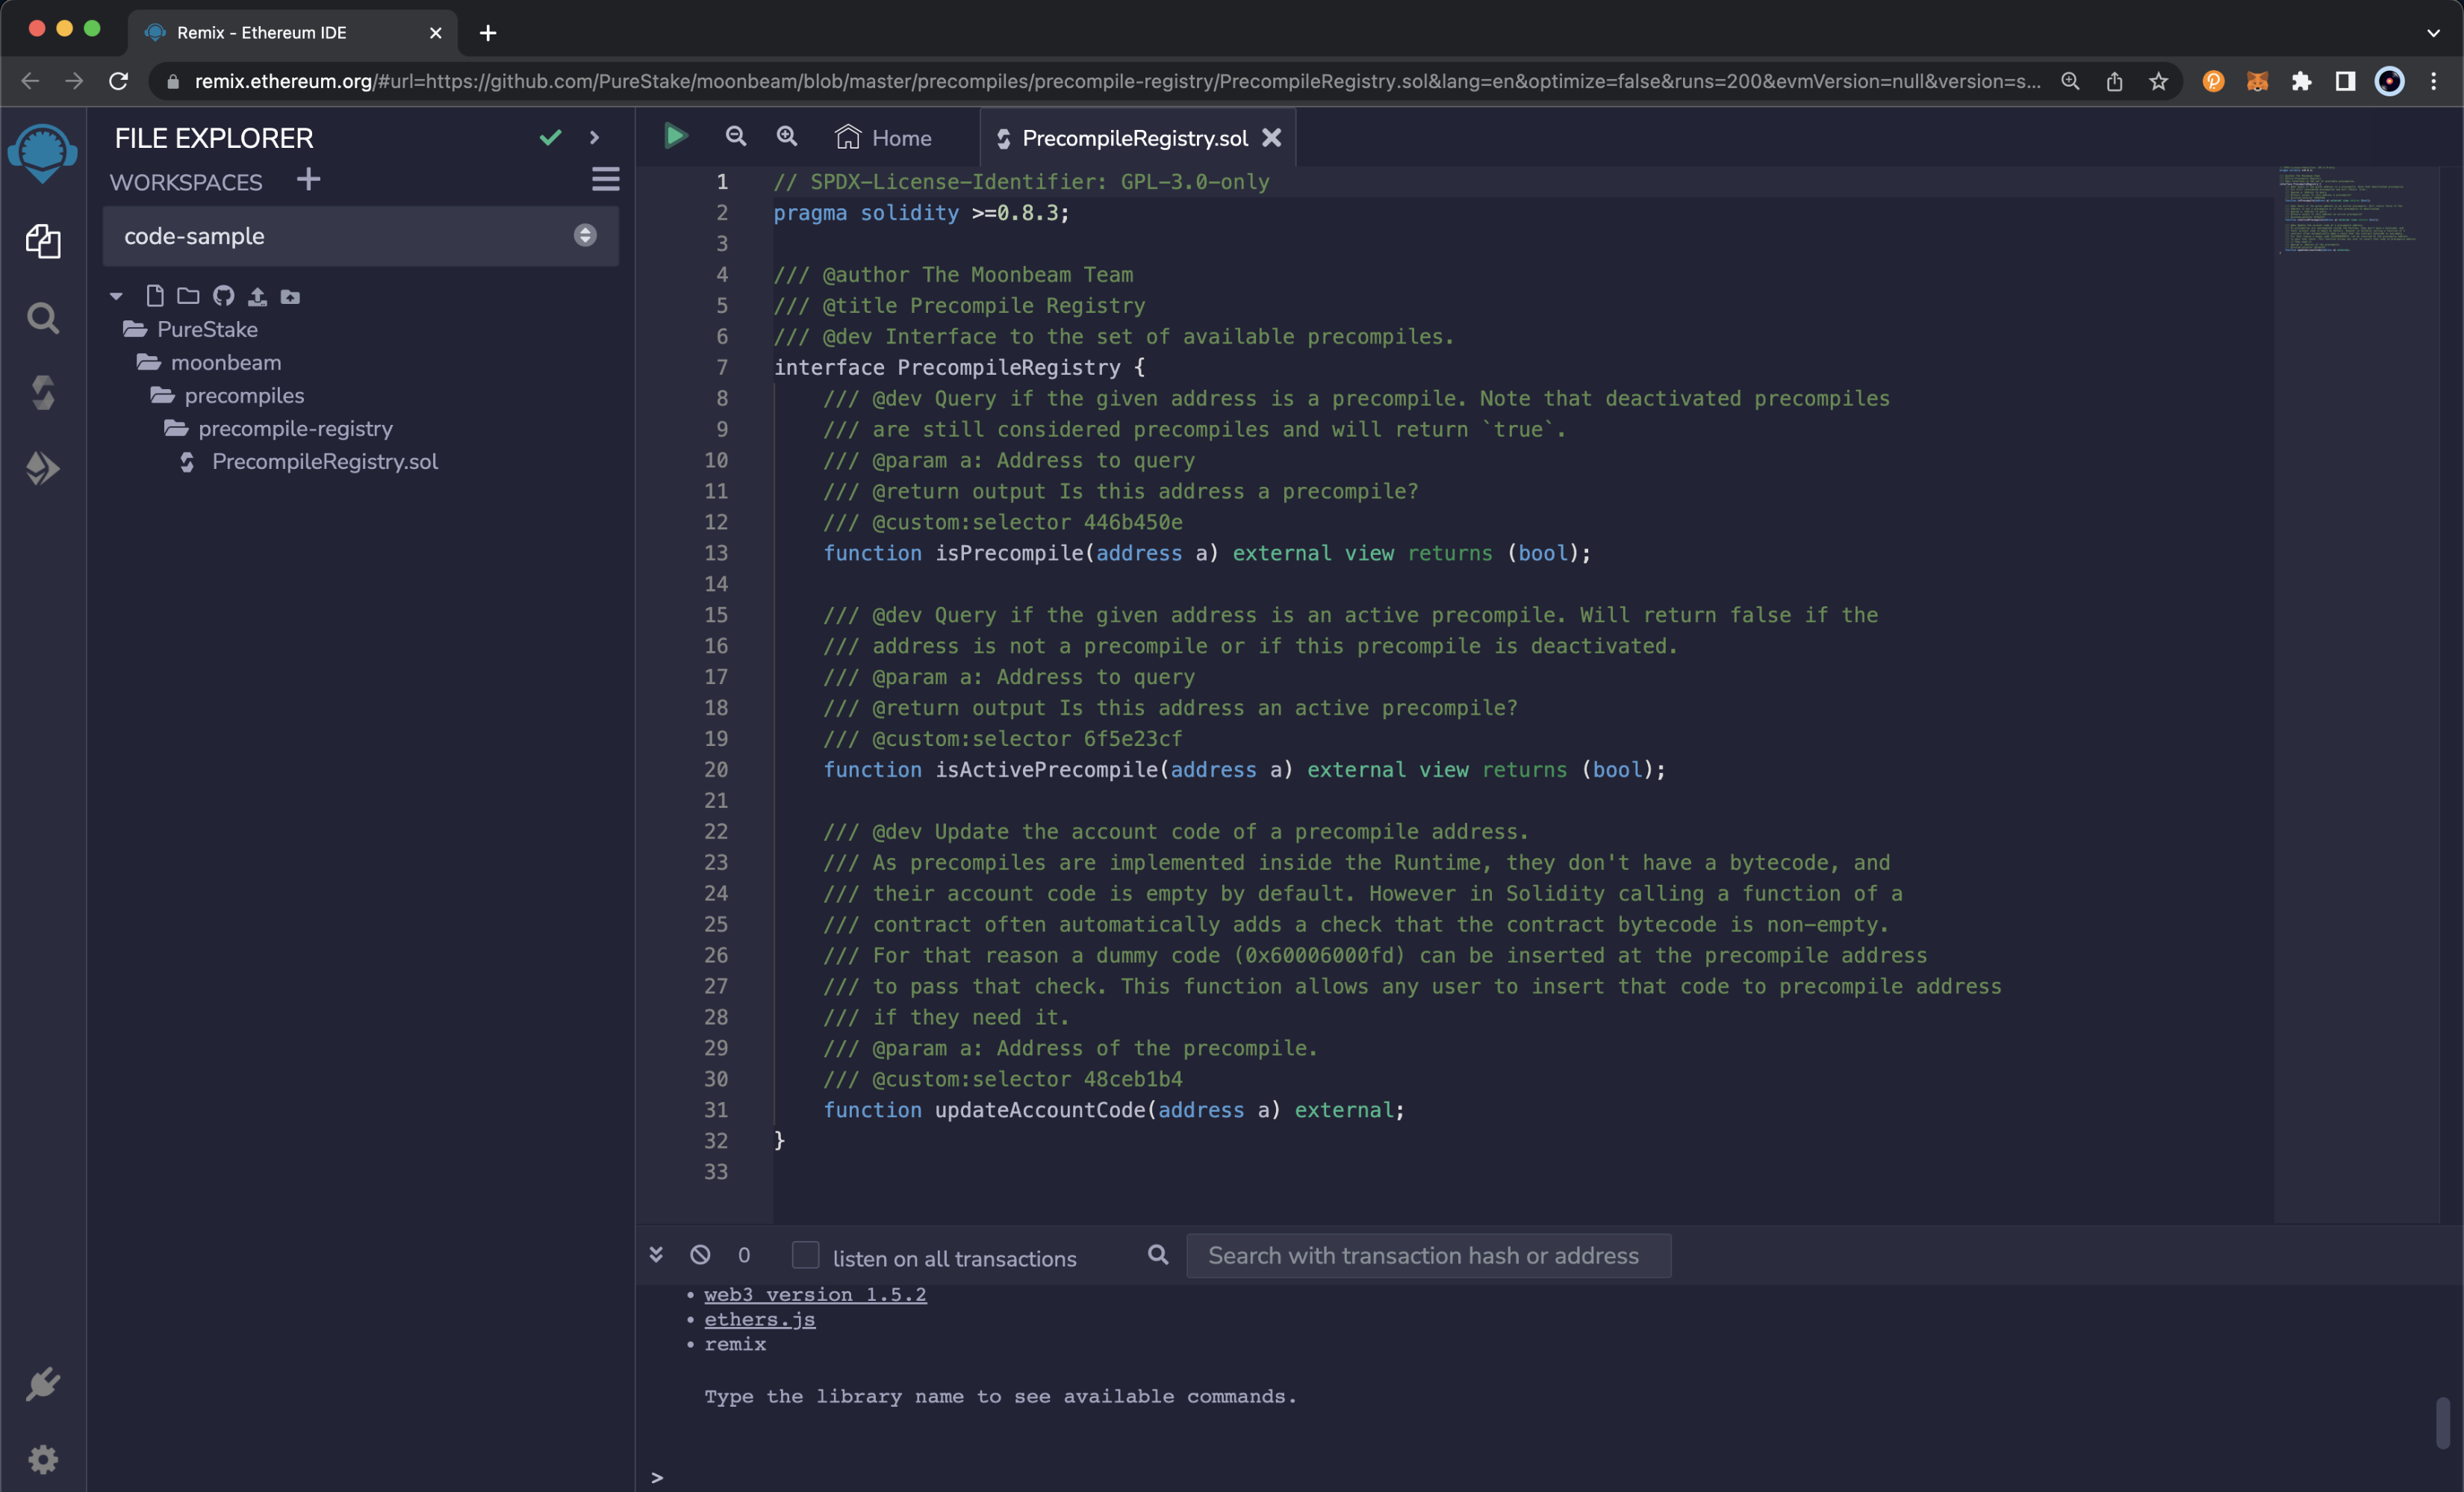 Remix - Ethereum IDE
remix.ethereum.org/#url=https://github.com/PureStake/moonbeam/blob/master/precompiles/precompile-registry/PrecompileRegistry.sol&lang=en&optimize=false&runs=200&evmVersion=null&version=s...
FILE EXPLORER
WORKSPACES
code-sample
PureStake
moonbeam
precompiles
precompile-registry
PrecompileRegistry.sol
Home
PrecompileRegistry.sol
1 // SPDX-License-Identifier: GPL-3.0-only
2 pragma solidity >=0.8.3;
3
4 /// @author The Moonbeam Team
5 /// @title Precompile Registry
6 /// @dev Interface to the set of available precompiles.
7 interface PrecompileRegistry {
8 /// @dev Query if the given address is a precompile. Note that deactivated precompiles
9 /// are still considered precompiles and will return `true`.
10 /// @param a: Address to query
11 /// @return output Is this address a precompile?
12 /// @custom:selector 446b450e
13 function isPrecompile(address a) external view returns (bool);
14
15 /// @dev Query if the given address is an active precompile. Will return false if the
16 /// address is not a precompile or if this precompile is deactivated.
17 /// @param a: Address to query
18 /// @return output Is this address an active precompile?
19 /// @custom:selector 6f5e23cf
20 function isActivePrecompile(address a) external view returns (bool);
21
22 /// @dev Update the account code of a precompile address.
23 /// As precompiles are implemented inside the Runtime, they don't have a bytecode, and
24 /// their account code is empty by default. However in Solidity calling a function of a
25 /// contract often automatically adds a check that the contract bytecode is non-empty.
26 /// For that reason a dummy code (0x60006000fd) can be inserted at the precompile address
27 /// to pass that check. This function allows any user to insert that code to precompile address
28 /// if they need it.
29 /// @param a: Address of the precompile.
30 /// @custom:selector 48ceb1b4
31 function updateAccountCode(address a) external;
32 }
33
0
listen on all transactions
Search with transaction hash or address
• web3 version 1.5.2
• ethers.js
• remix
Type the library name to see available commands.
>